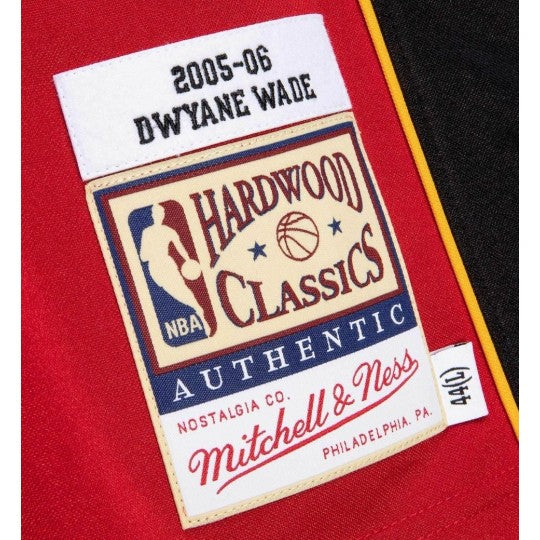 2005-06
DWYANE WADE
HARDWOOD
CLASSICS
NBA
AUTHENTIC
NOSTALGIA CO.
Mitchell & Ness
PHILADELPHIA, PA.
44(L)